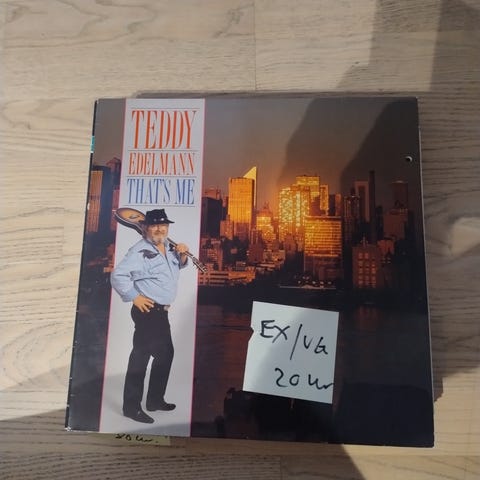 TEDDY
EDELMANN
THAT'S ME
EX/VG
20 kr